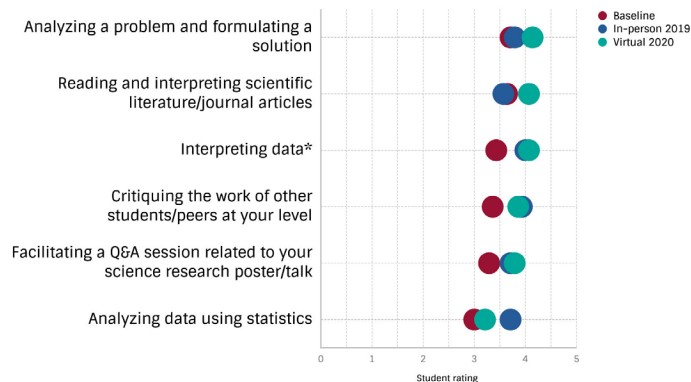 Analyzing a problem and formulating a
solution
Reading and interpreting scientific
literature/journal articles
Interpreting data*
Critiquing the work of other
students/peers at your level
Facilitating a Q&A session related to your
science research poster/talk
Analyzing data using statistics
0 1 2 3 4 5
Student rating
Baseline
In-person 2019
Virtual 2020